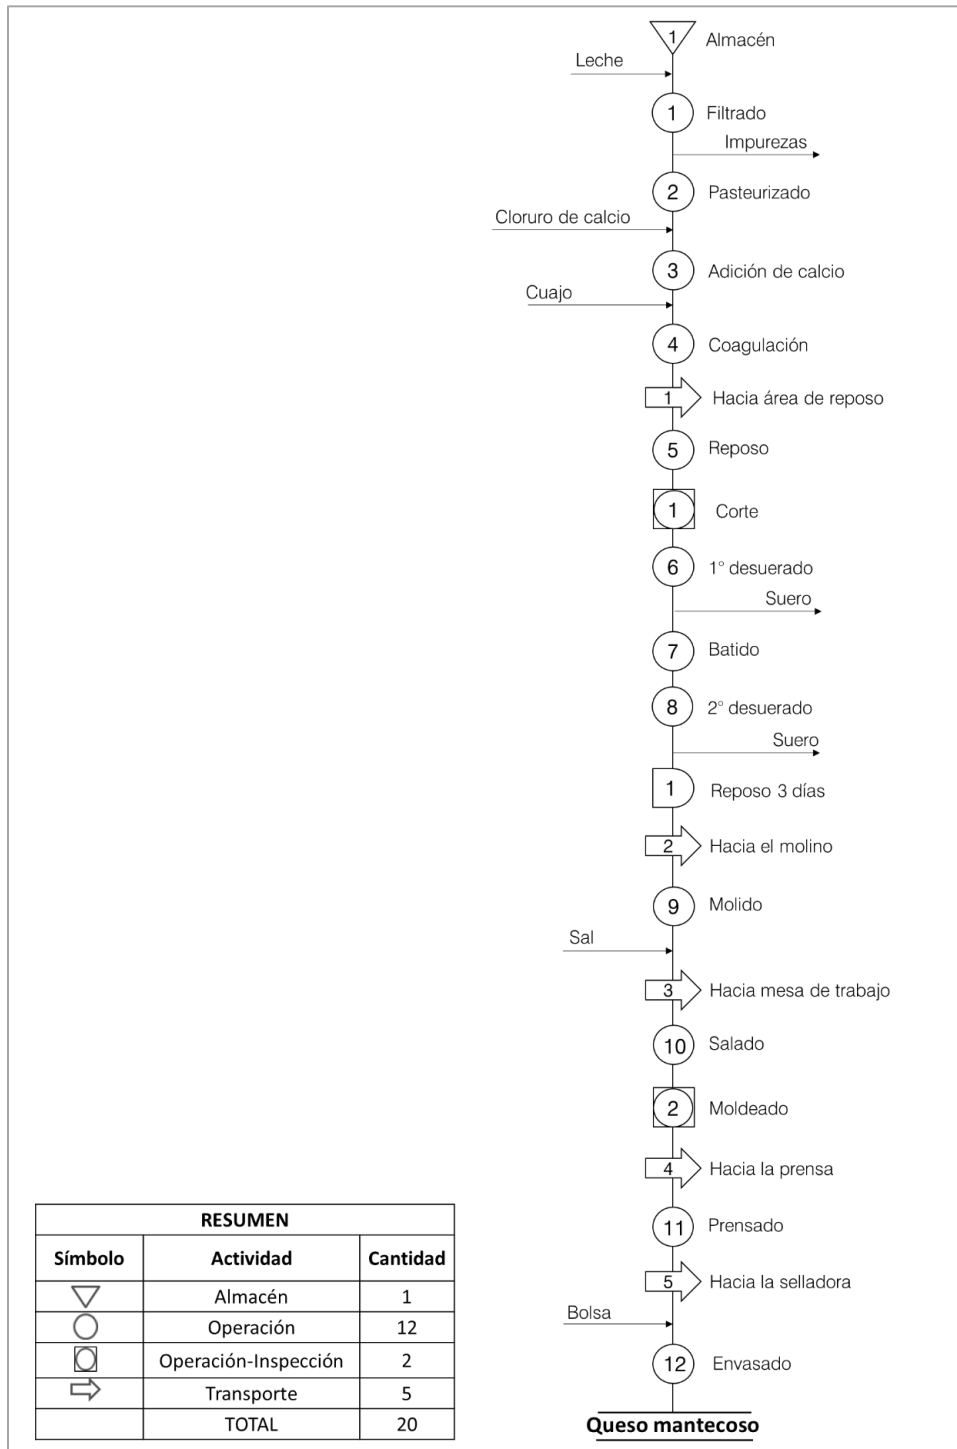 1 Almacén
Leche
1 Filtrado
Impurezas
2 Pasteurizado
Cloruro de calcio
3 Adición de calcio
Cuajo
4 Coagulación
1 Hacia área de reposo
5 Reposo
1 Corte
6 1° desuerado
Suero
7 Batido
8 2° desuerado
Suero
1 Reposo 3 días
2 Hacia el molino
9 Molido
Sal
3 Hacia mesa de trabajo
10 Salado
2 Moldeado
4 Hacia la prensa
11 Prensado
5 Hacia la selladora
Bolsa
12 Envasado
Queso mantecoso
RESUMEN
Símbolo Actividad Cantidad
Almacén 1
Operación 12
Operación-Inspección 2
Transporte 5
TOTAL 20